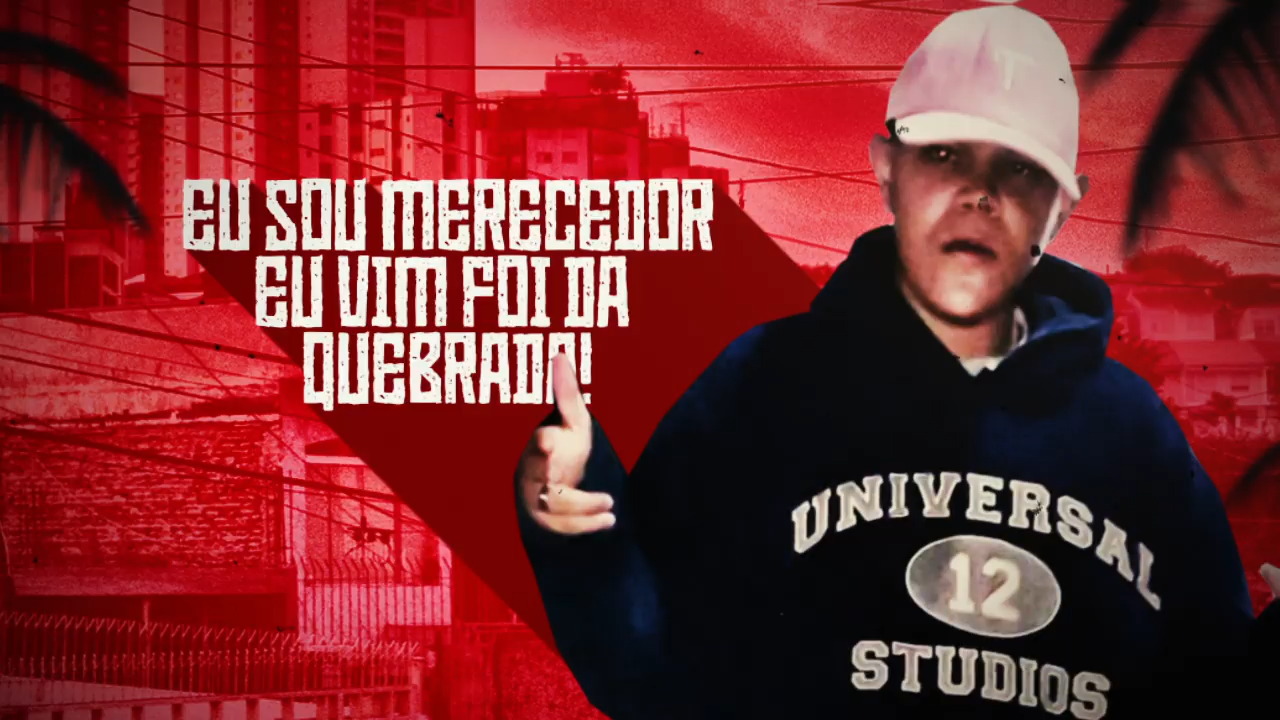 EU SOU MERECEDOR
EU VIM FOI DA
QUEBRADA!
UNIVERSAL
12
STUDIOS